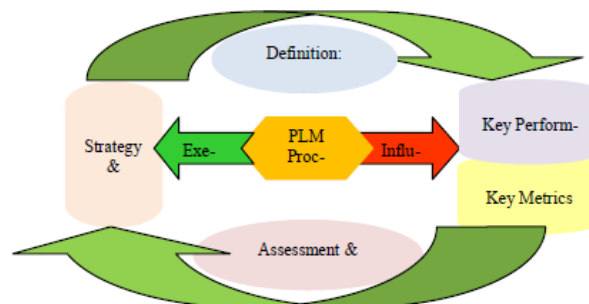 Definition:
Strategy
&
Exe-
PLM
Proc-
Influ-
Key Perform-
Key Metrics
Assessment &